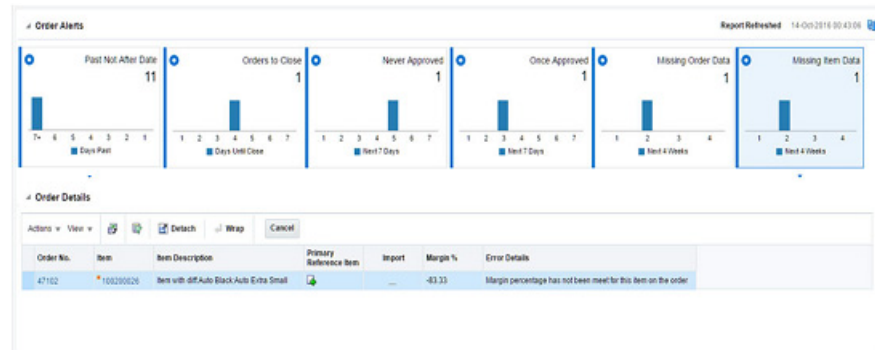 Order Alerts
Report Refreshed 14-Oct-2016 00:43:06
Past Not After Date
11
7+ 6 5 4 3 2 1
Days Past
Orders to Close
1
1 2 3 4 5 6 7
Days Until Close
Never Approved
1
1 2 3 4 5 6 7
Next 7 Days
Once Approved
1
1 2 3 4 5 6 7
Next 7 Days
Missing Order Data
1
1 2 3 4
Next 4 Weeks
Missing Item Data
1
1 2 3 4
Next 4 Weeks
Order Details
Actions View Detach Wrap Cancel
Order No. Item Item Description Primary Reference Item Import Margin % Error Details
47102 100200026 Item with diff:Auto Black:Auto Extra Small ... -83.33 Margin percentage has not been meet for this item on the order